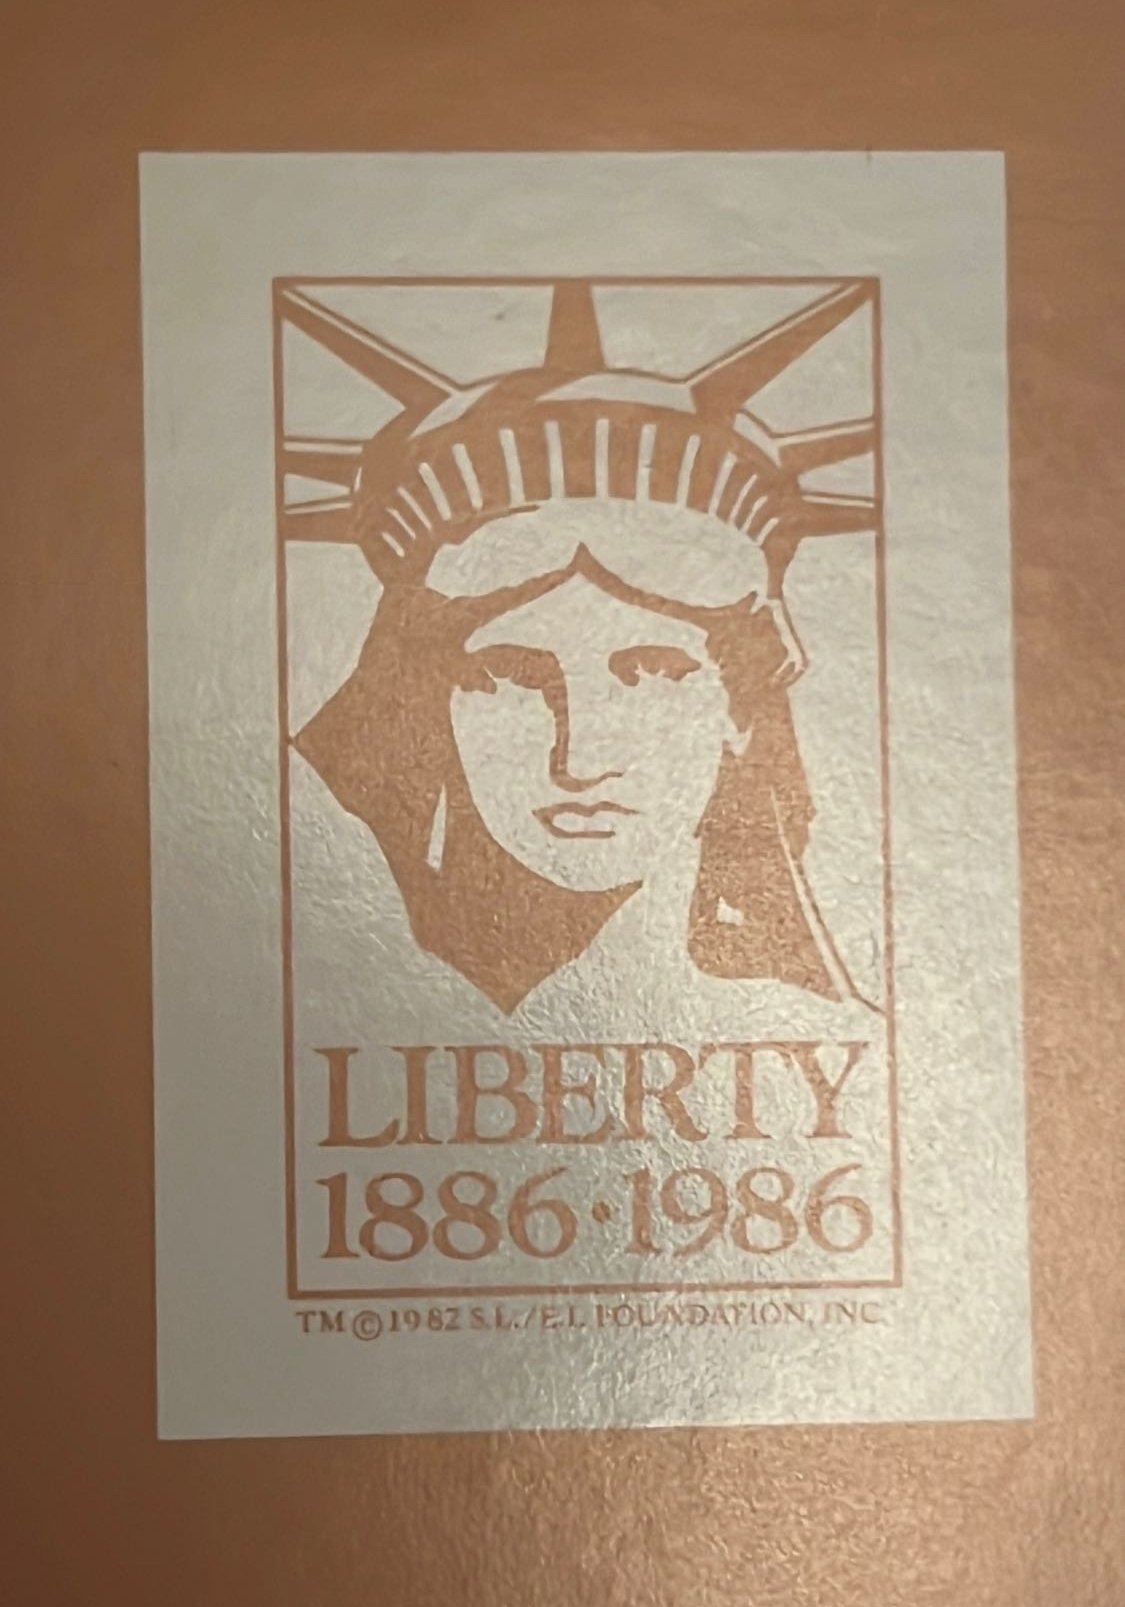 LIBERTY
1886·1986
TM © 1982 S.L./E.I. FOUNDATION, INC.